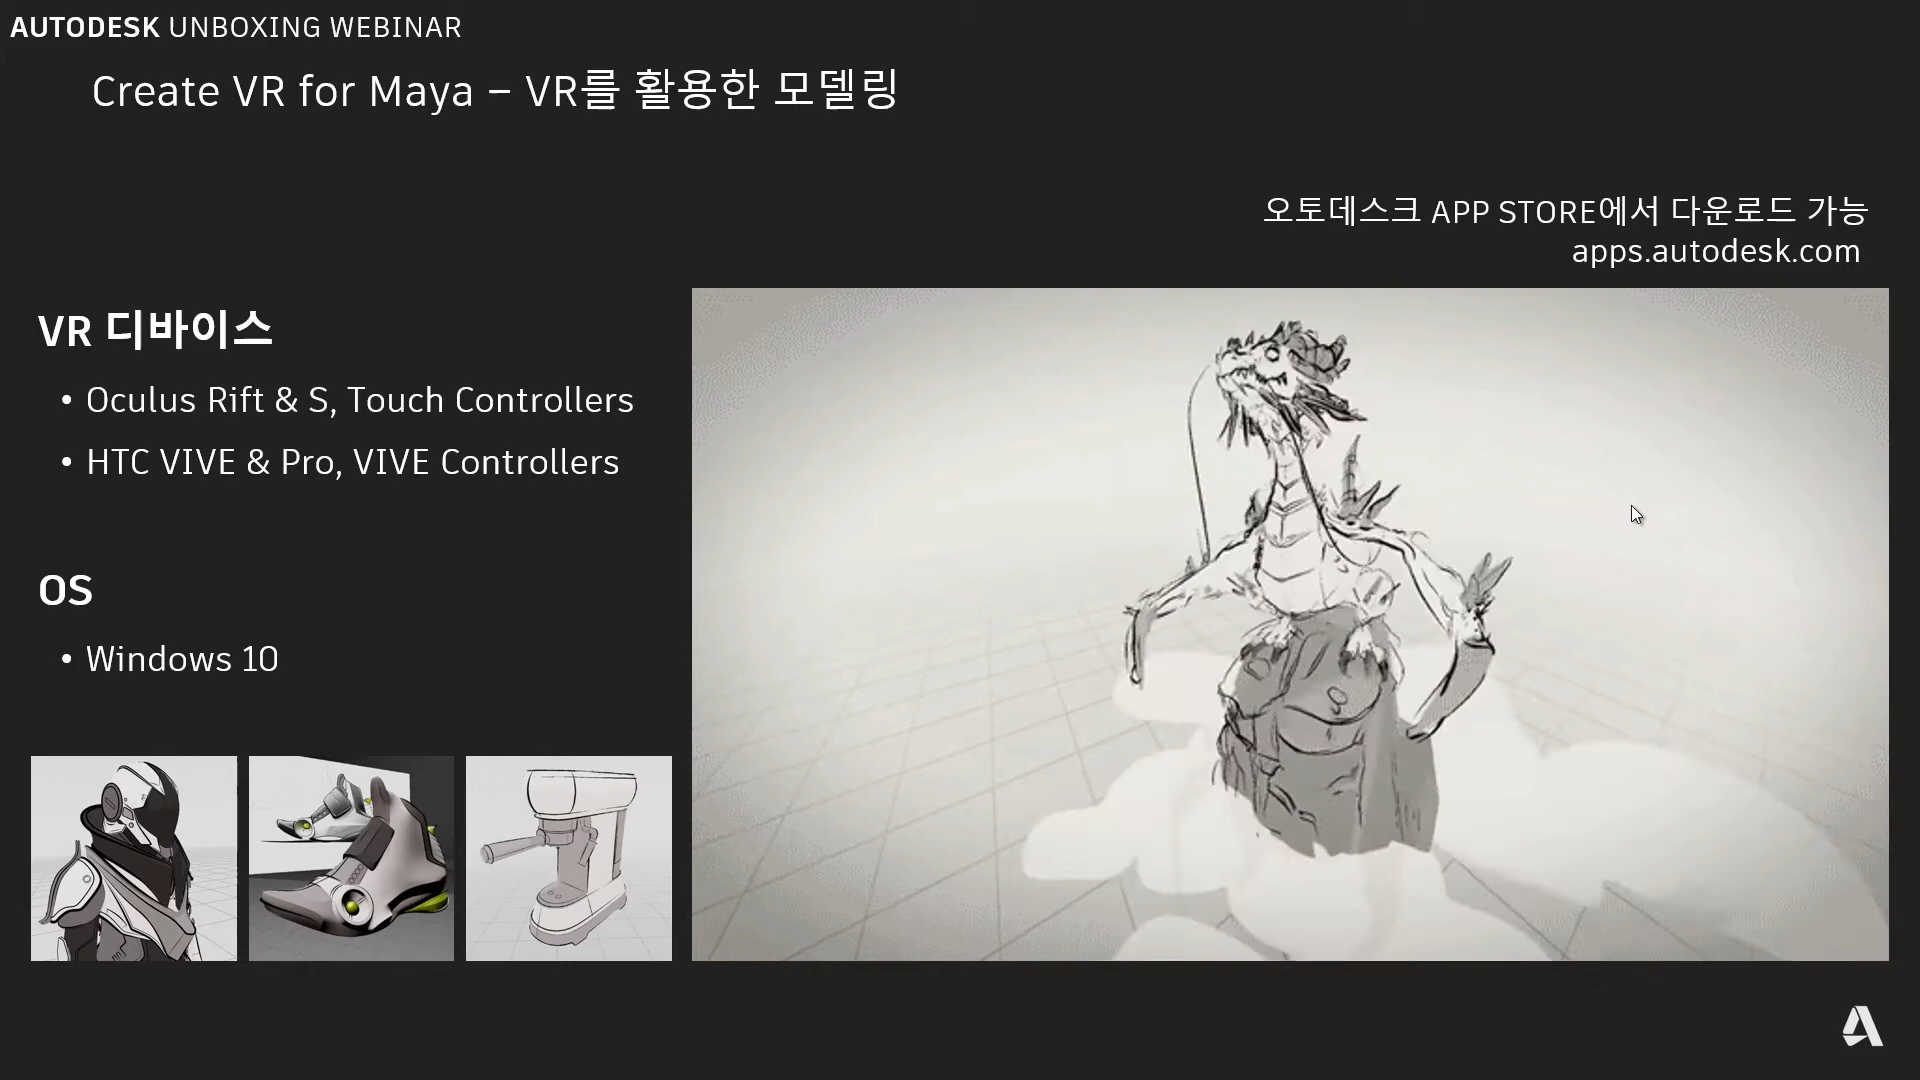 AUTODESK UNBOXING WEBINAR
Create VR for Maya – VR를 활용한 모델링
오토데스크 APP STORE에서 다운로드 가능
apps.autodesk.com
VR 디바이스
• Oculus Rift & S, Touch Controllers
• HTC VIVE & Pro, VIVE Controllers
OS
• Windows 10